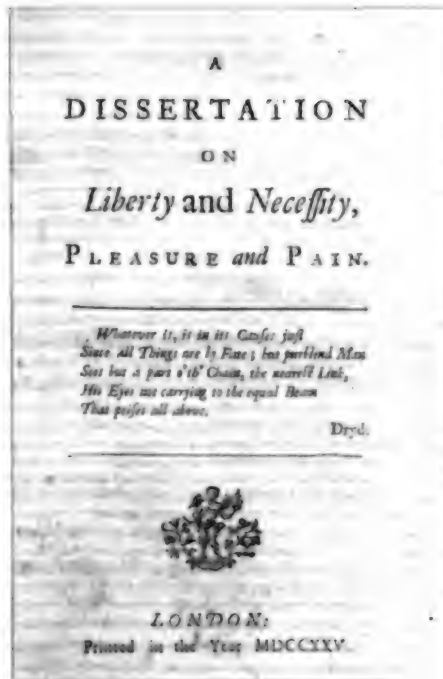 A
DISSERTATION
ON
Liberty and Neceſſity,
PLEASURE and PAIN.
Whatever is, is in its Cauſes juſt
Since all Things are by Fate; but purblind Man
Sees but a part o'th' Chain, the neareſt Link,
His Eyes not carrying to the equal Beam
That poiſes all above.
Dryd.
LONDON:
Printed in the Year MDCCXXV.